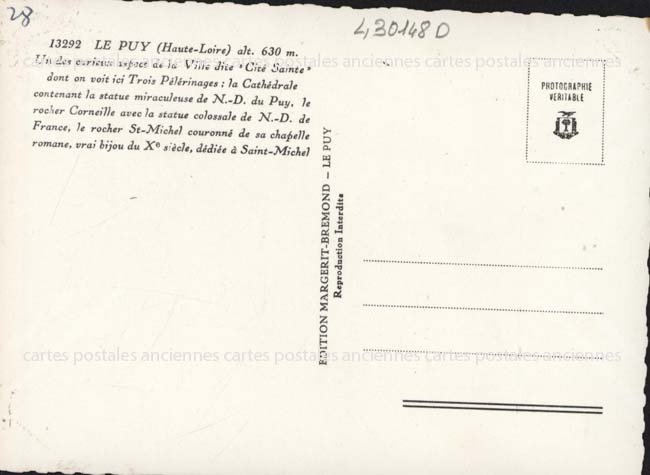 28
4,30148 D
13292 LE PUY (Haute-Loire) alt. 630 m.
Un des curieux aspect de la Ville dite "Cité Sainte"
dont on voit ici Trois Pélérinages : la Cathédrale
contenant la statue miraculeuse de N.-D. du Puy, le
rocher Corneille avec la statue colossale de N.-D. de
France, le rocher St-Michel couronné de sa chapelle
romane, vrai bijou du Xe siècle, dédiée à Saint-Michel
EDITION MARGERIT-BREMOND – LE PUY
Reproduction Interdite
PHOTOGRAPHIE
VERITABLE
cartes postales anciennes cartes postales anciennes cartes postales anciennes
cartes postales anciennes cartes postales anciennes cartes postales anciennes